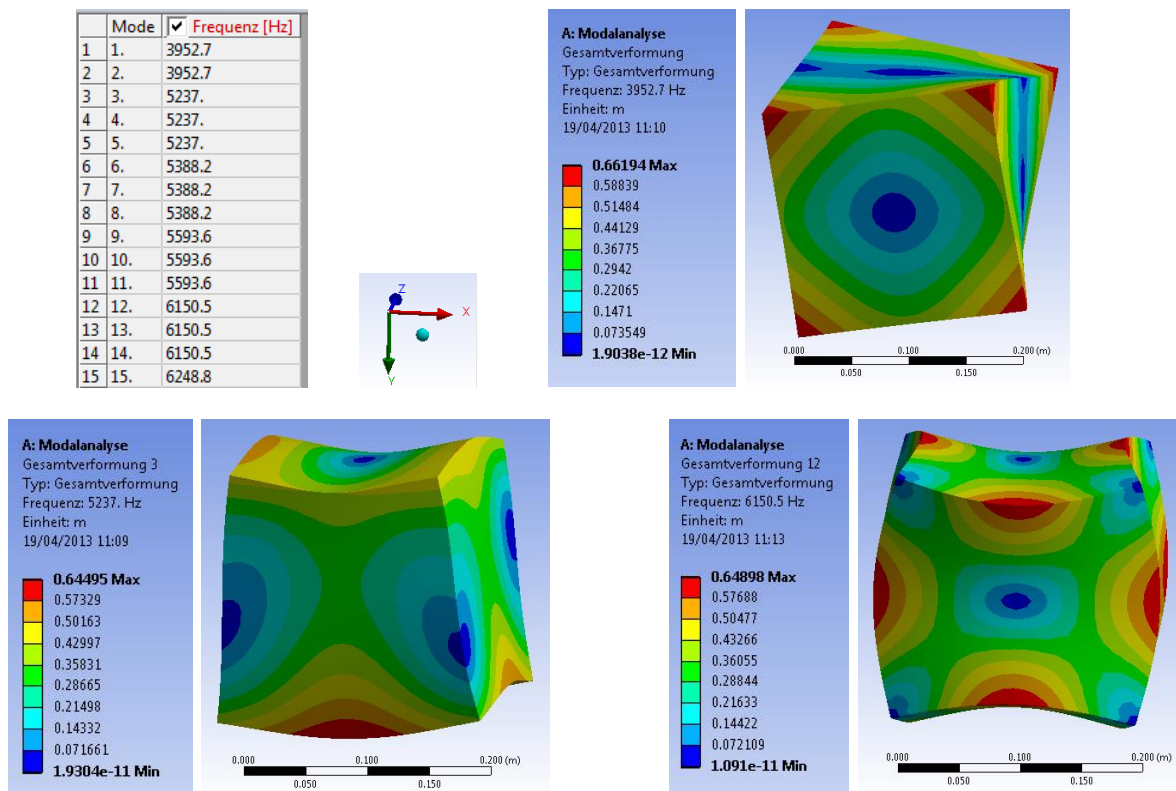 Mode Frequenz [Hz]
1 1. 3952.7
2 2. 3952.7
3 3. 5237.
4 4. 5237.
5 5. 5237.
6 6. 5388.2
7 7. 5388.2
8 8. 5388.2
9 9. 5593.6
10 10. 5593.6
11 11. 5593.6
12 12. 6150.5
13 13. 6150.5
14 14. 6150.5
15 15. 6248.8
Z
X
Y
A: Modalanalyse
Gesamtverformung
Typ: Gesamtverformung
Frequenz: 3952.7 Hz
Einheit: m
19/04/2013 11:10
0.66194 Max
0.58839
0.51484
0.44129
0.36775
0.2942
0.22065
0.1471
0.073549
1.9038e-12 Min
0.000 0.100 0.200 (m)
0.050 0.150
A: Modalanalyse
Gesamtverformung 3
Typ: Gesamtverformung
Frequenz: 5237. Hz
Einheit: m
19/04/2013 11:09
0.64495 Max
0.57329
0.50163
0.42997
0.35831
0.28665
0.21498
0.14332
0.071661
1.9304e-11 Min
0.000 0.100 0.200 (m)
0.050 0.150
A: Modalanalyse
Gesamtverformung 12
Typ: Gesamtverformung
Frequenz: 6150.5 Hz
Einheit: m
19/04/2013 11:13
0.64898 Max
0.57688
0.50477
0.43266
0.36055
0.28844
0.21633
0.14422
0.072109
1.091e-11 Min
0.000 0.100 0.200 (m)
0.050 0.150